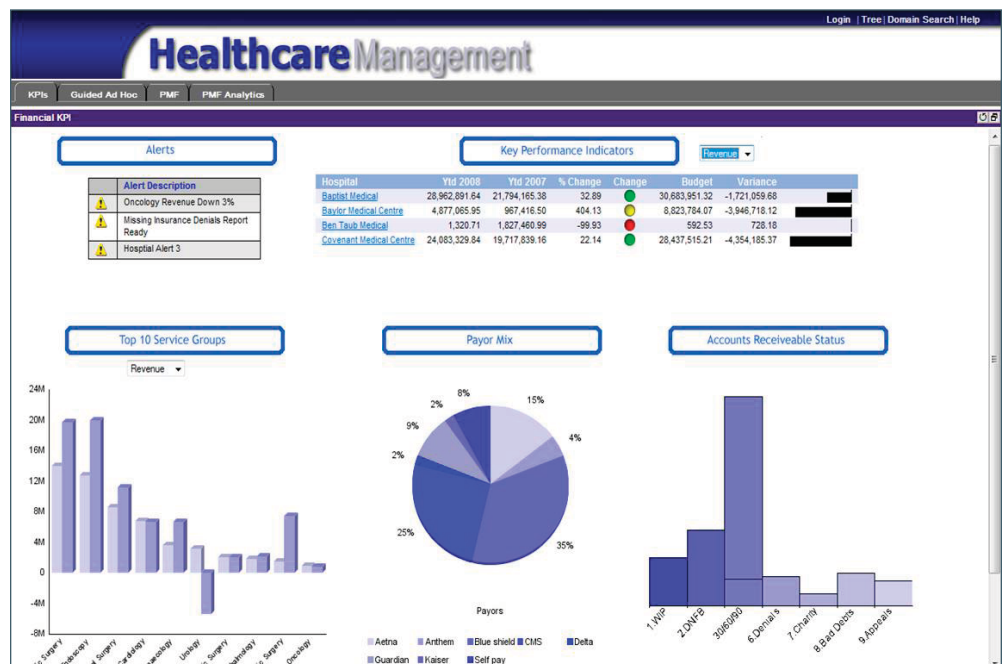 Login | Tree | Domain Search | Help
HealthcareManagement
KPIs Guided Ad Hoc PMF PMF Analytics
Financial KPI
Alerts
Key Performance Indicators
Revenue
Alert Description
Oncology Revenue Down 3%
Missing Insurance Denials Report
Ready
Hosptial Alert 3
Hospital Ytd 2008 Ytd 2007 % Change Change Budget Variance
Baptist Medical 28,962,891.64 21,794,165.38 32.89 30,683,951.32 -1,721,059.68
Baylor Medical Centre 4,877,065.95 967,416.50 404.13 8,823,784.07 -3,946,718.12
Ben Taub Medical 1,320.71 1,827,460.99 -99.93 592.53 728.18
Covenant Medical Centre 24,083,329.84 19,717,839.16 22.14 28,437,515.21 -4,354,185.37
Top 10 Service Groups
Revenue
24M
20M
16M
12M
8M
4M
0
-4M
-8M
Surgery
Endoscopy
Surgery
Cardiology
Urology
Surgery
Surgery
Oncology
Payor Mix
8%
15%
2%
4%
9%
2%
25%
35%
Payors
Aetna Anthem Blue shield CMS Delta
Guardian Kaiser Self pay
Accounts Receiveable Status
1.WIP
2.DNFB
30/60/90
6.Denials
7.Charity
8.Bad Debts
9.Appeals